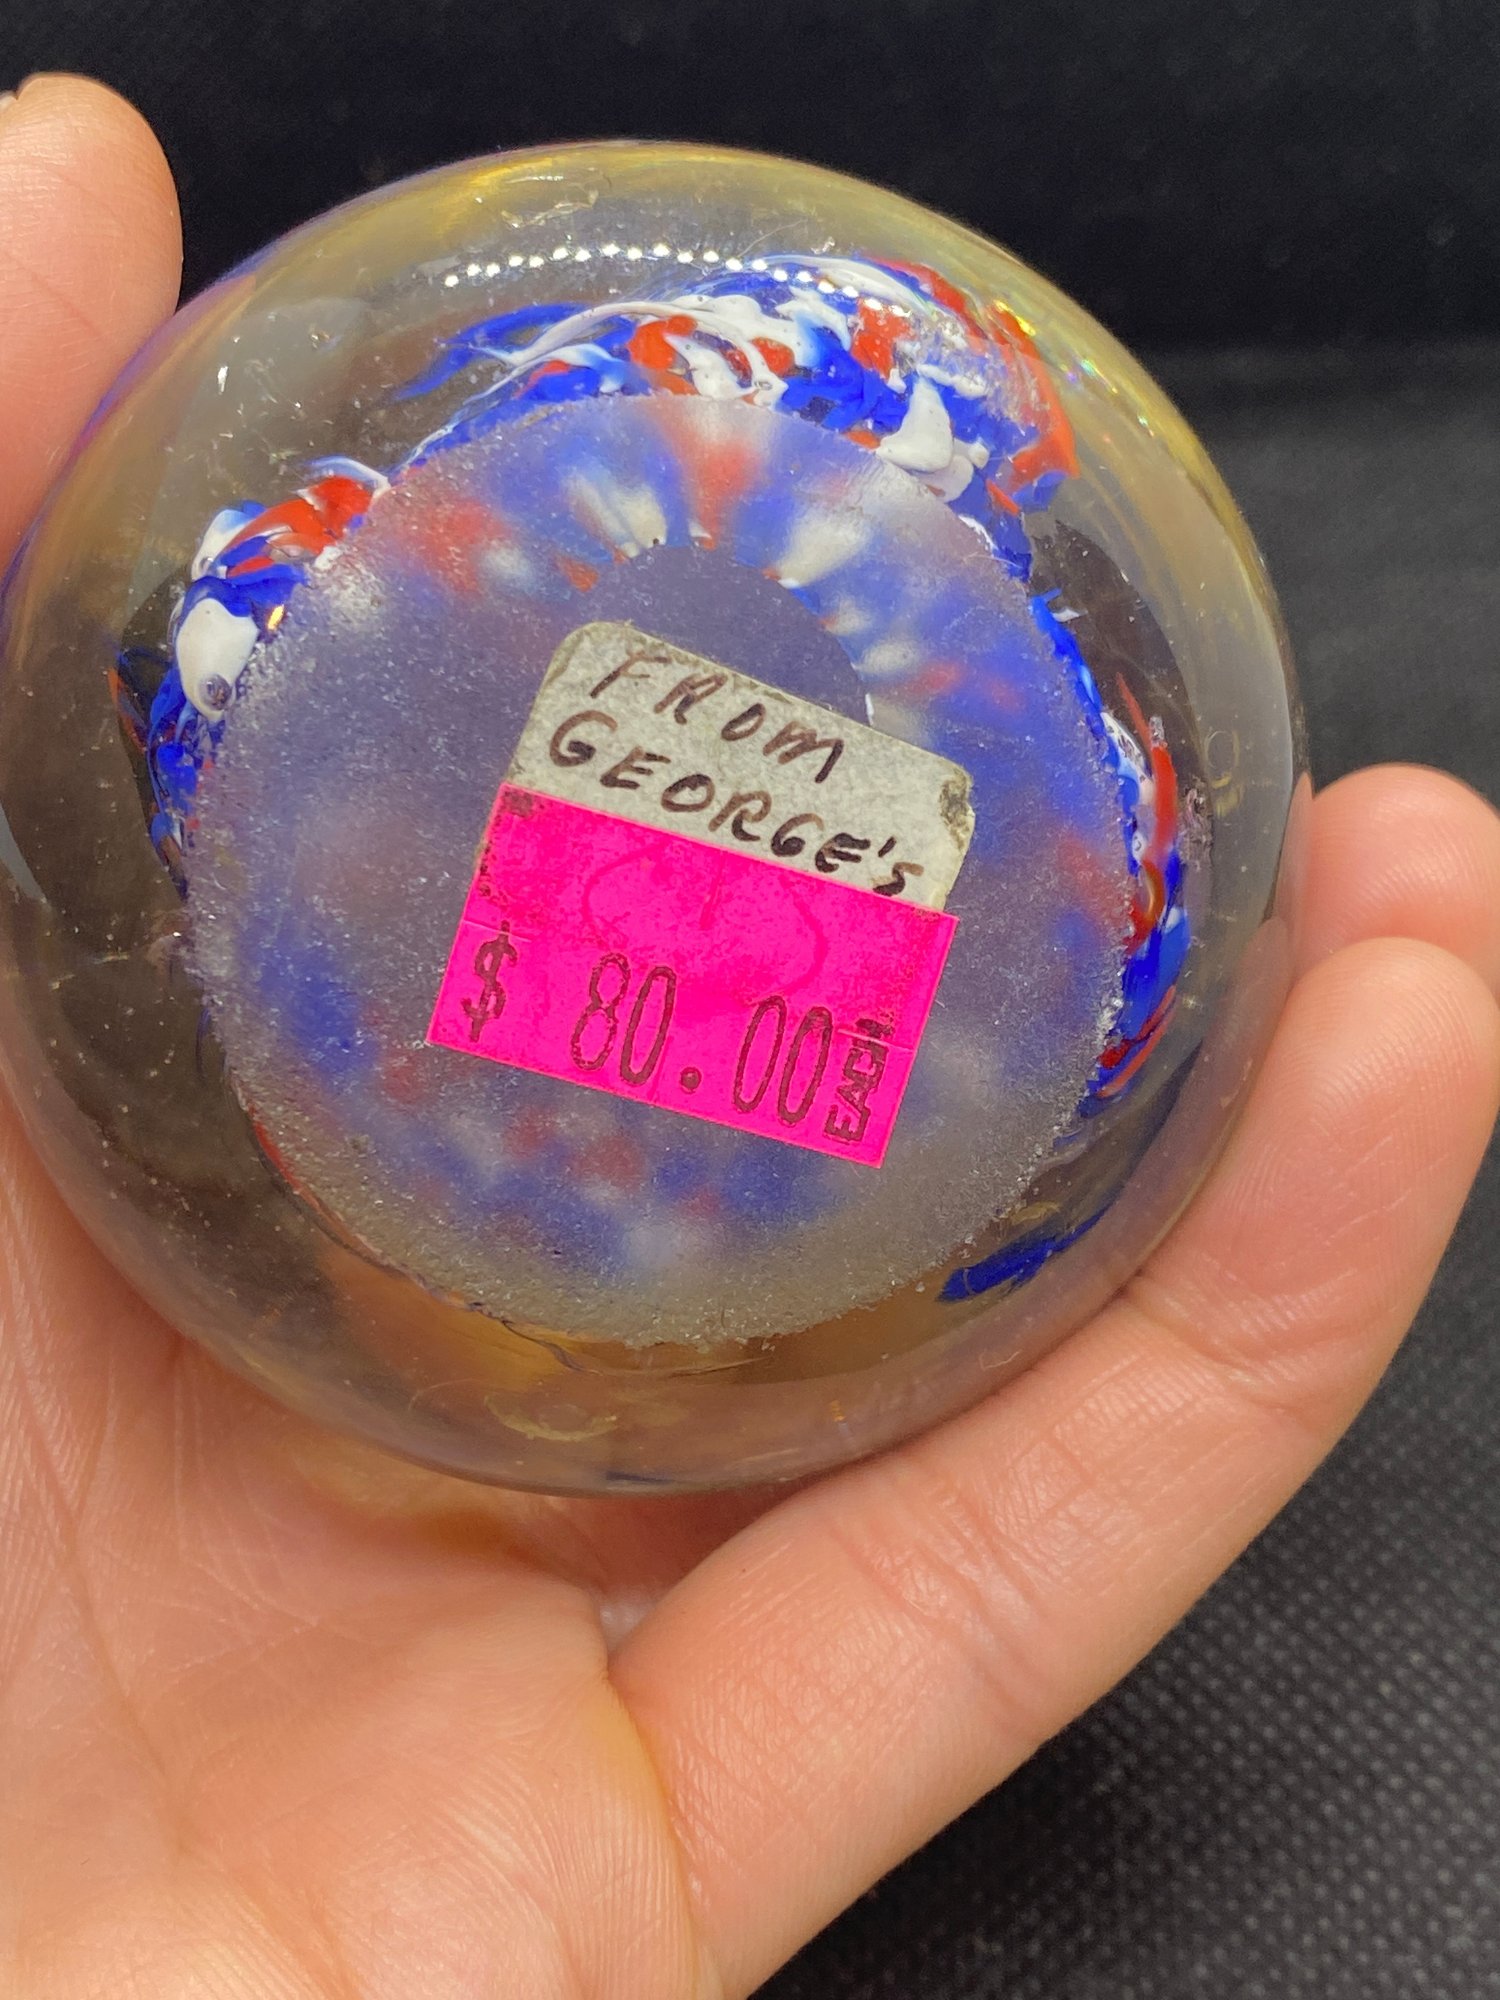 FROM
GEORGE'S
$ 80.00 EACH